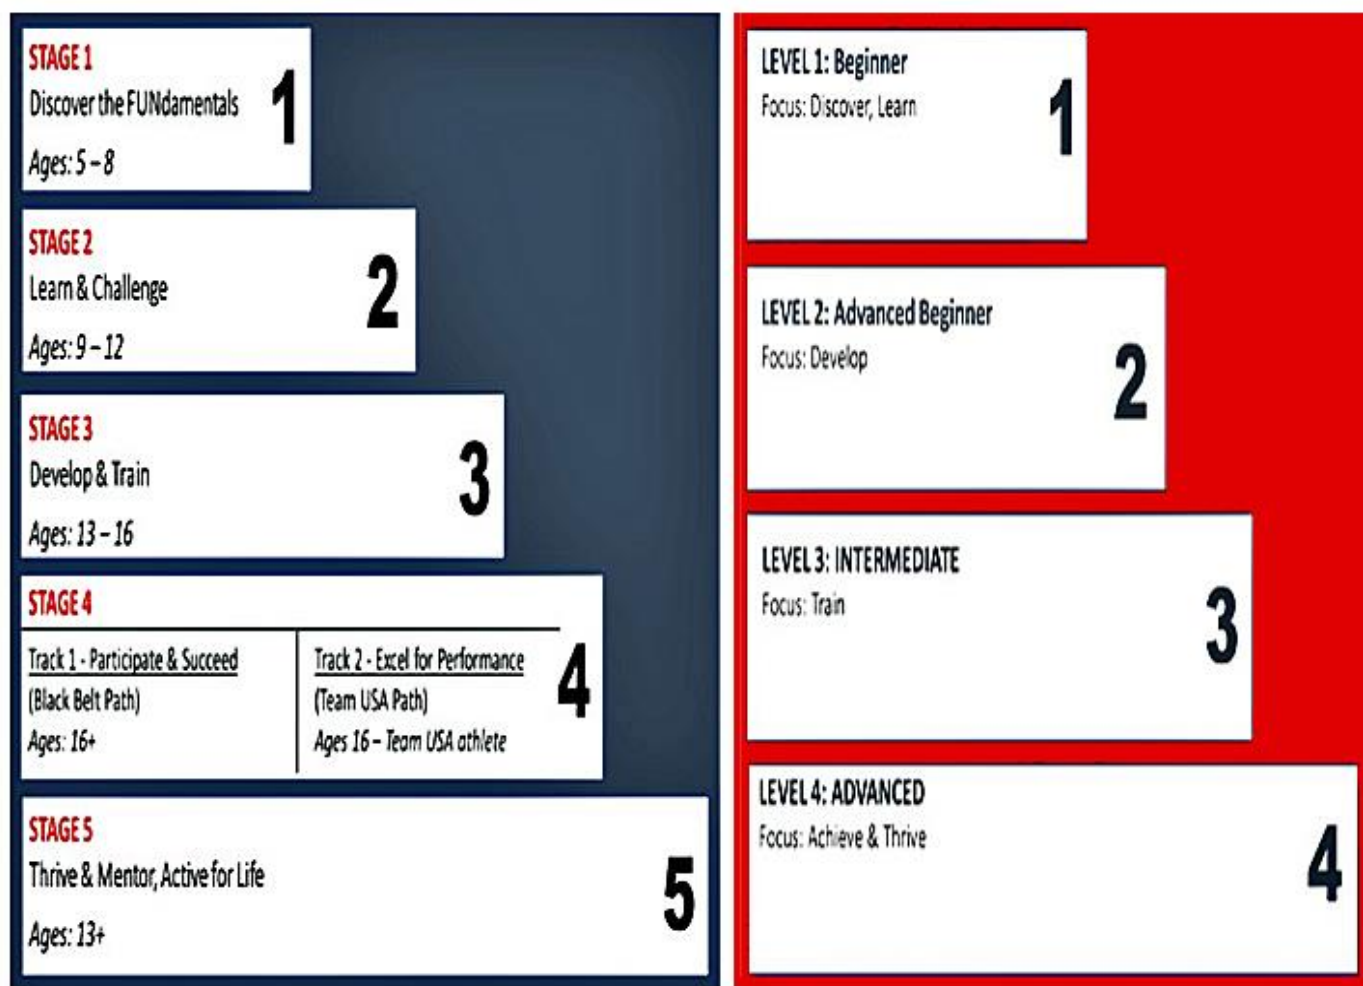 STAGE 1
Discover the FUNdamentals
Ages: 5 – 8
1
STAGE 2
Learn & Challenge
Ages: 9 – 12
2
STAGE 3
Develop & Train
Ages: 13 – 16
3
STAGE 4
Track 1 - Participate & Succeed
(Black Belt Path)
Ages: 16+
Track 2 - Excel for Performance
(Team USA Path)
Ages 16 – Team USA athlete
4
STAGE 5
Thrive & Mentor, Active for Life
Ages: 13+
5
LEVEL 1: Beginner
Focus: Discover, Learn
1
LEVEL 2: Advanced Beginner
Focus: Develop
2
LEVEL 3: INTERMEDIATE
Focus: Train
3
LEVEL 4: ADVANCED
Focus: Achieve & Thrive
4